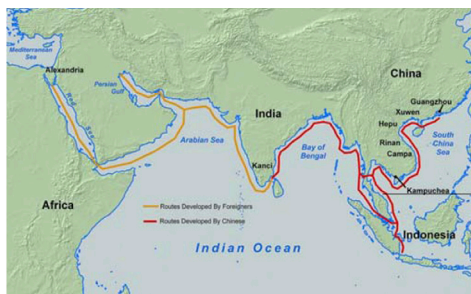 Mediterranean
Sea
Alexandria
Persian
Gulf
Red
Sea
Arabian Sea
India
China
Guangzhou
Xuwen
Hepu
South
China
Sea
Rinan
Campa
Bay
of
Bengal
Kanci
Kampuchea
Africa
Routes Developed By Foreigners
Routes Developed By Chinese
Indonesia
Indian Ocean